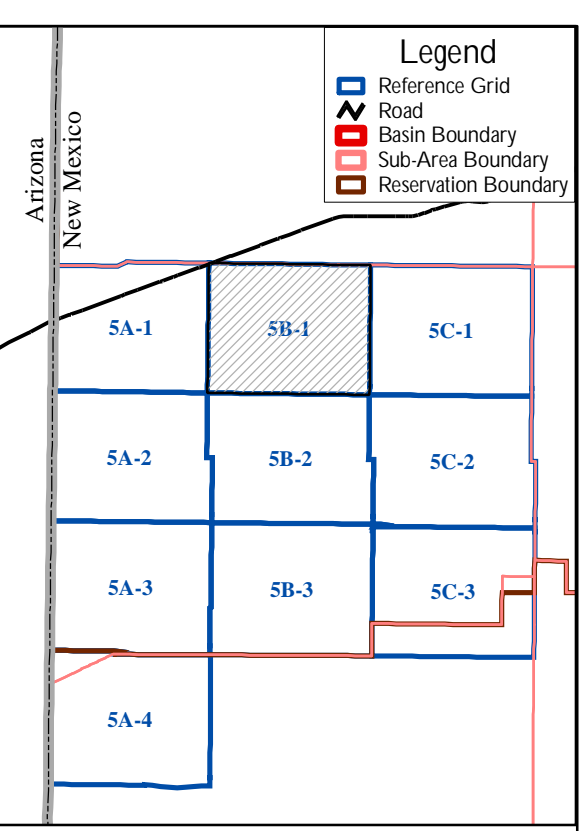 Legend
Reference Grid
Road
Basin Boundary
Sub-Area Boundary
Reservation Boundary
Arizona
New Mexico
5A-1
5B-1
5C-1
5A-2
5B-2
5C-2
5A-3
5B-3
5C-3
5A-4